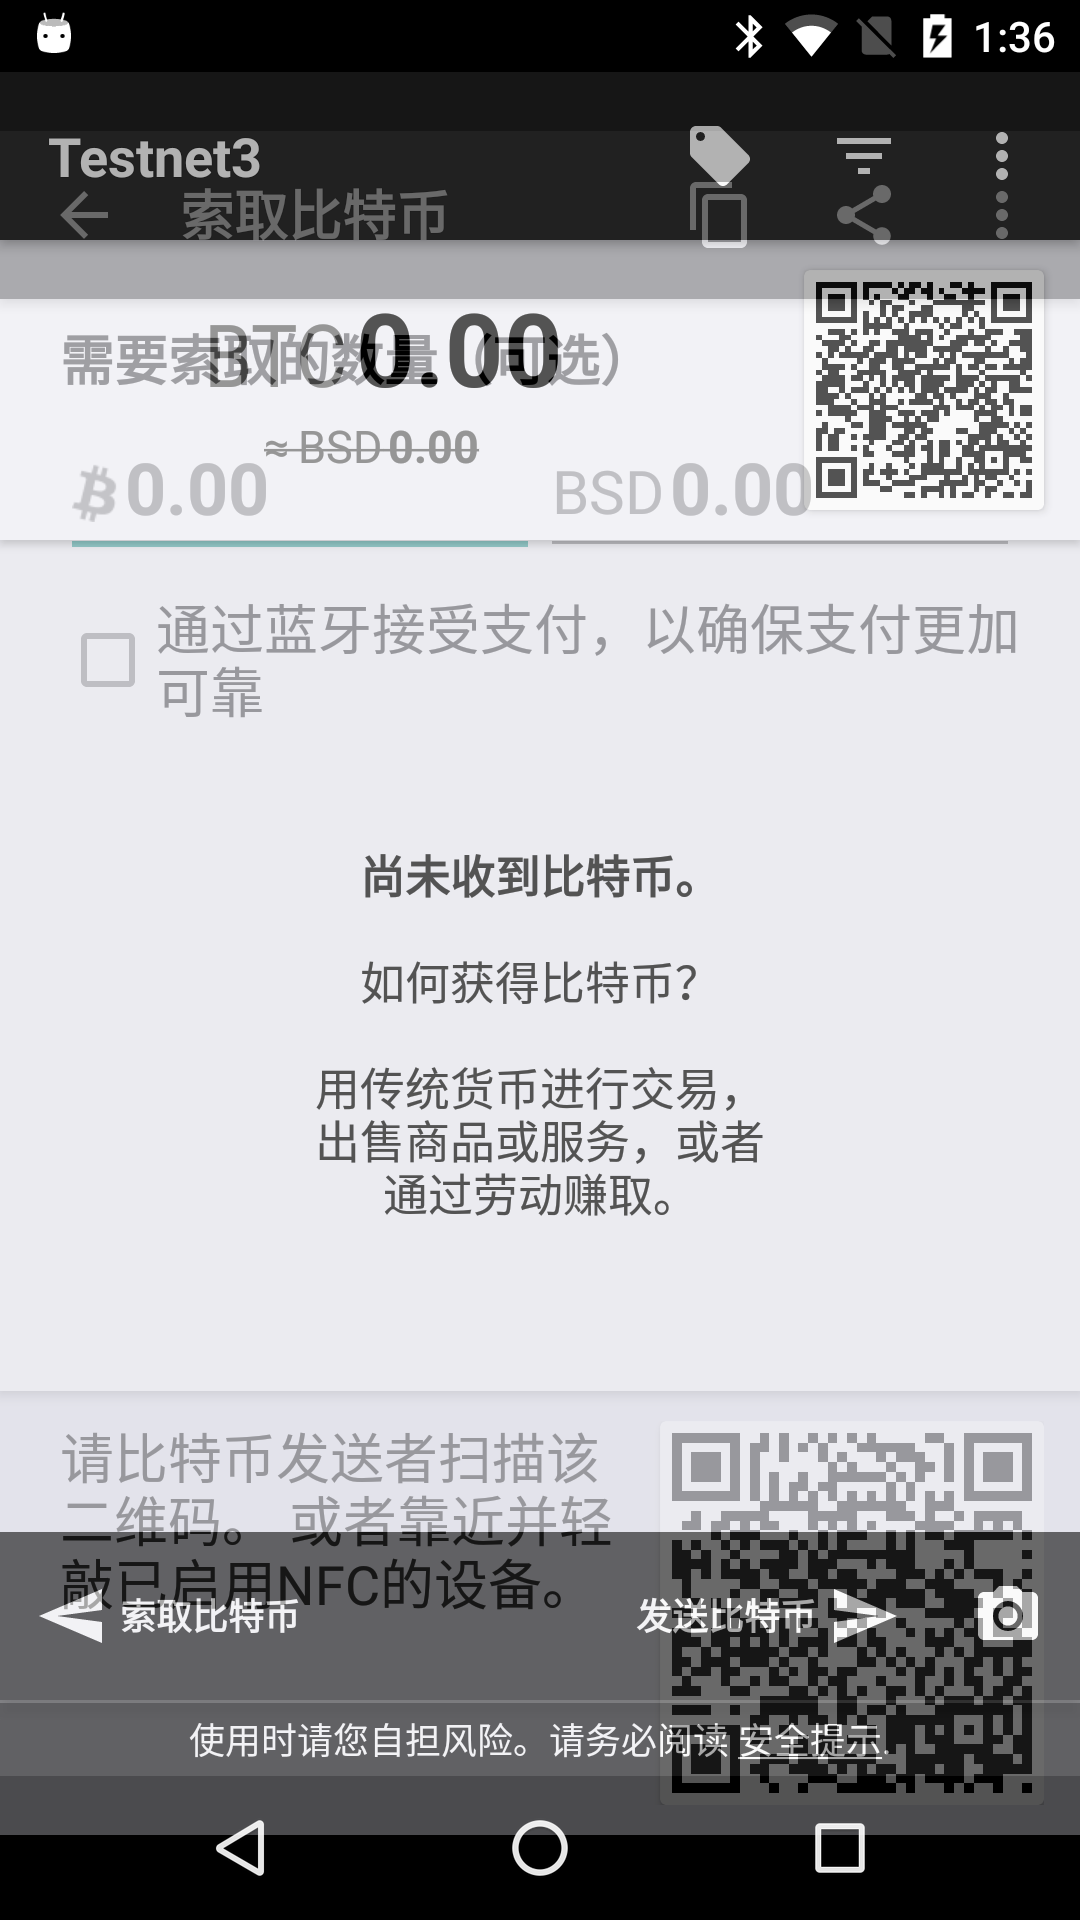 1:36
Testnet3
索取比特币
BTC 0.00
需要索取的数量（可选）
≈ BSD 0.00
0.00
BSD 0.00
通过蓝牙接受支付，以确保支付更加
可靠
尚未收到比特币。
如何获得比特币？
用传统货币进行交易，
出售商品或服务，或者
通过劳动赚取。
请比特币发送者扫描该
二维码。 或者靠近并轻
敲已启用NFC的设备。
索取比特币
发送比特币
使用时请您自担风险。请务必阅读 安全提示.